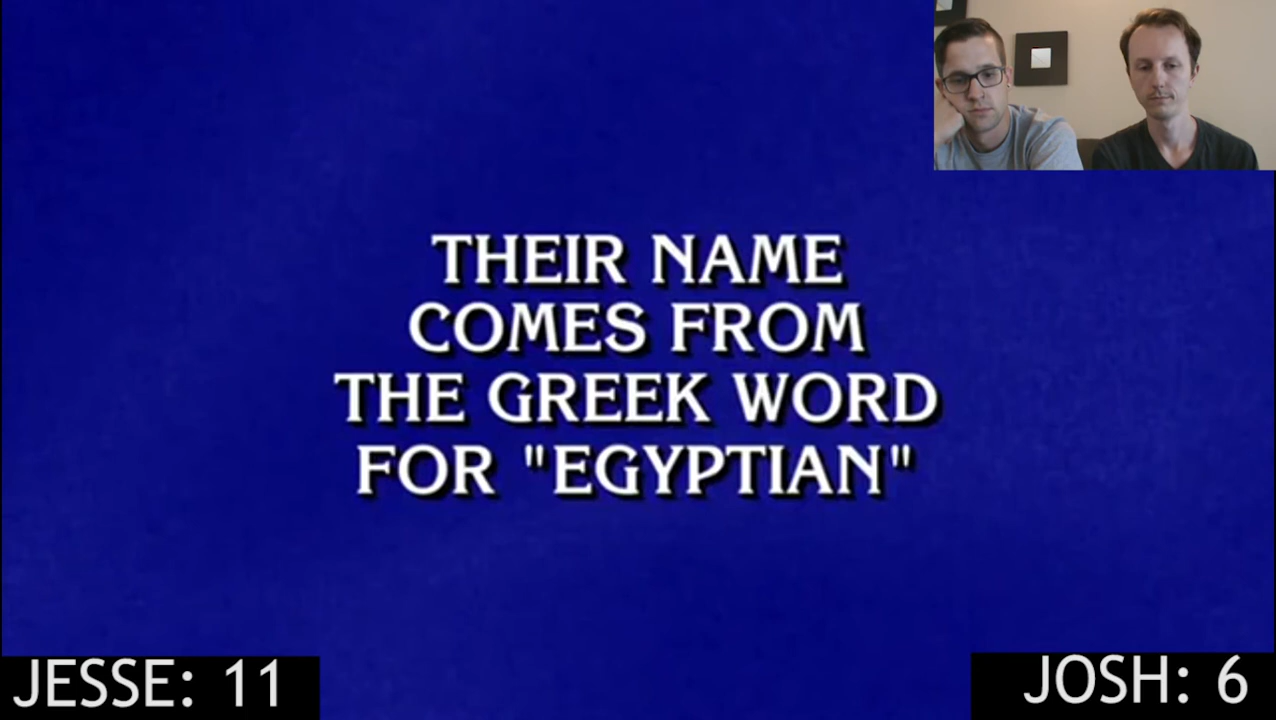 THEIR NAME
COMES FROM
THE GREEK WORD
FOR "EGYPTIAN"
JESSE: 11
JOSH: 6